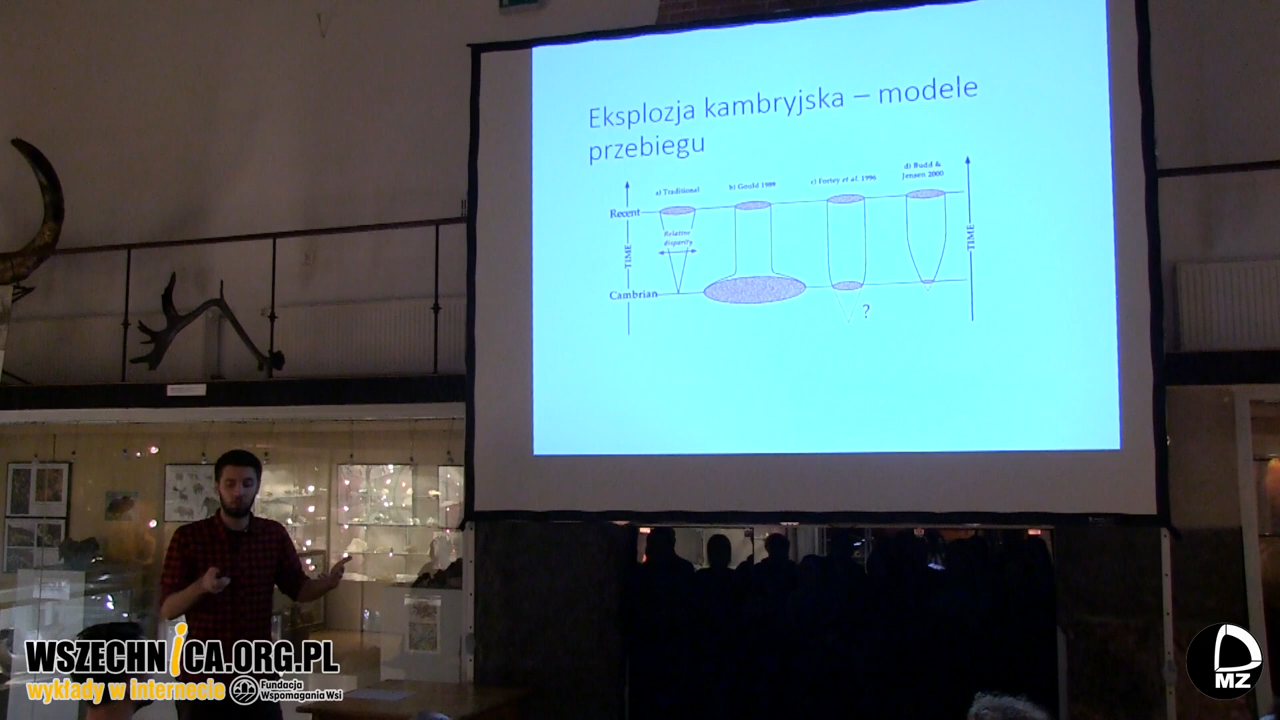 Eksplozja kambryjska – modele
przebiegu
a) Traditional
b) Gould 1989
c) Fortey et al. 1996
d) Budd &
Jensen 2000
Recent
Relative
disparity
TIME
TIME
Cambrian
?
WSZECHNiCA.ORG.PL
wykłady w internecie
Fundacja
Wspomagania Wsi
MZ